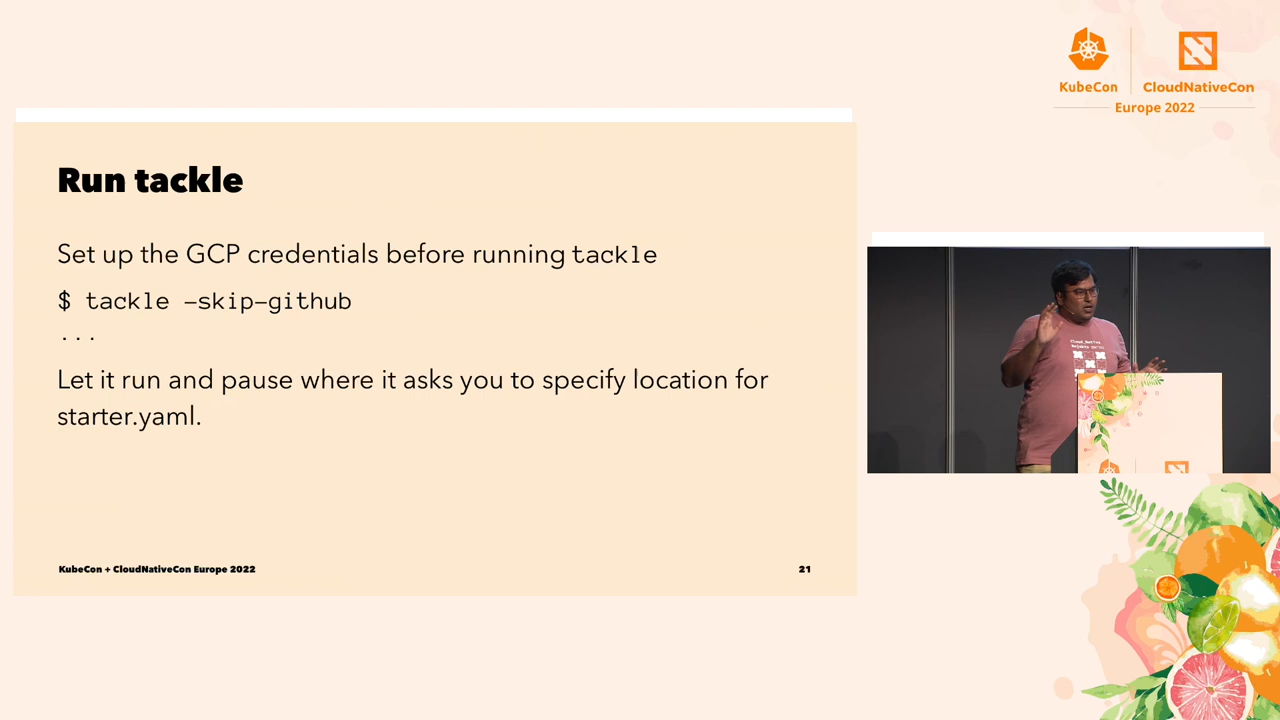 KubeCon
CloudNativeCon
Europe 2022
Run tackle
Set up the GCP credentials before running tackle
$ tackle -skip-github
...
Let it run and pause where it asks you to specify location for
starter.yaml.
KubeCon + CloudNativeCon Europe 2022
21